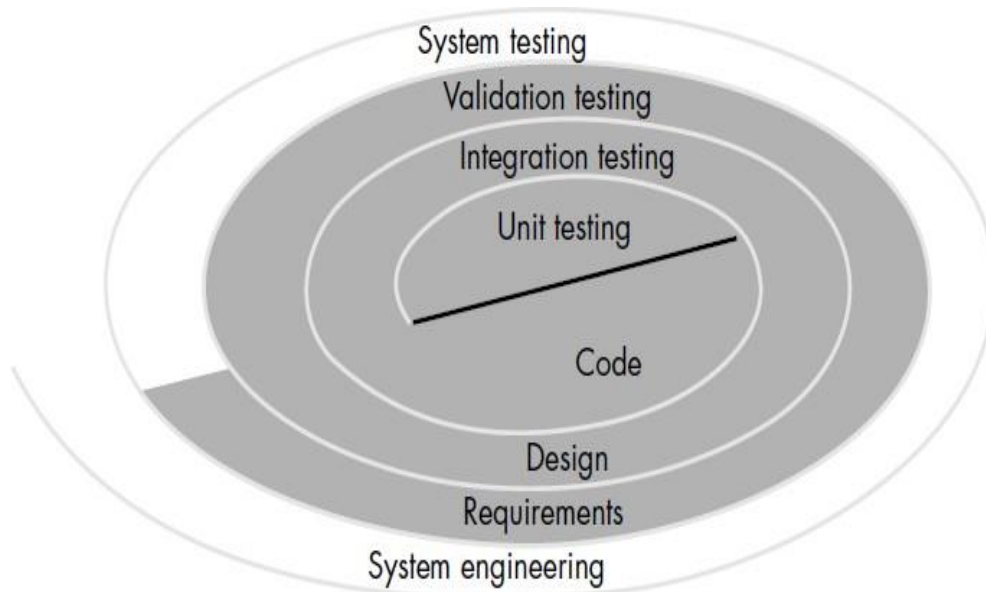 System testing
Validation testing
Integration testing
Unit testing
Code
Design
Requirements
System engineering